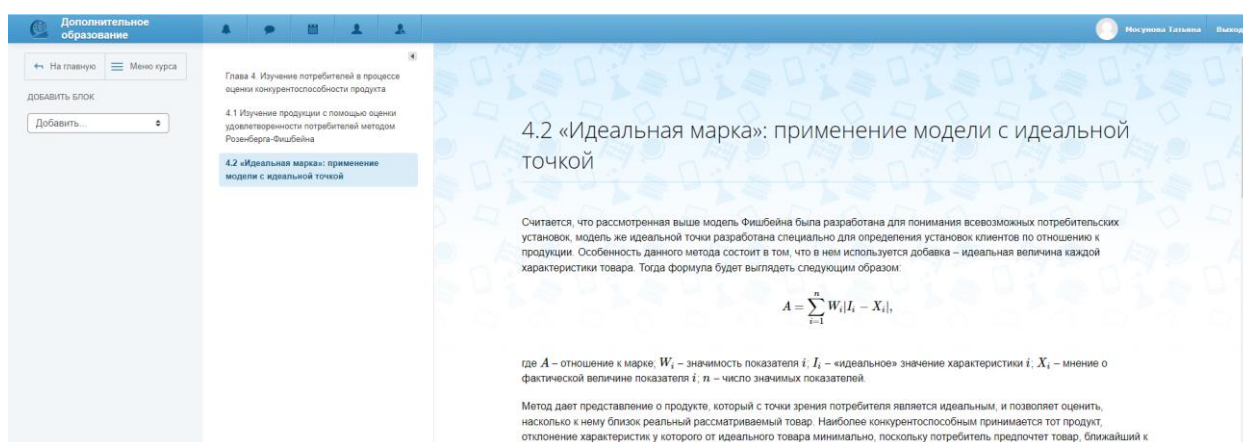 Дополнительное
образование
Мосунова Татьяна Выход
На главную Меню курса
ДОБАВИТЬ БЛОК
Добавить...
Глава 4. Изучение потребителей в процессе
оценки конкурентоспособности продукта
4.1 Изучение продукции с помощью оценки
удовлетворенности потребителей методом
Розенберга-Фишбейна
4.2 «Идеальная марка»: применение
модели с идеальной точкой
4.2 «Идеальная марка»: применение модели с идеальной
точкой
Считается, что рассмотренная выше модель Фишбейна была разработана для понимания всевозможных потребительских
установок, модель же идеальной точки разработана специально для определения установок клиентов по отношению к
продукции. Особенность данного метода состоит в том, что в нем используется добавка – идеальная величина каждой
характеристики товара. Тогда формула будет выглядеть следующим образом:
A = ∑ⁿᵢ₌₁ Wᵢ|Iᵢ − Xᵢ|,
где A – отношение к марке; Wᵢ – значимость показателя i; Iᵢ – «идеальное» значение характеристики i; Xᵢ – мнение о
фактической величине показателя i; n – число значимых показателей.
Метод дает представление о продукте, который с точки зрения потребителя является идеальным, и позволяет оценить,
насколько к нему близок реальный рассматриваемый товар. Наиболее конкурентоспособным принимается тот продукт,
отклонение характеристик у которого от идеального товара минимально, поскольку потребитель предпочтет товар, ближайший к